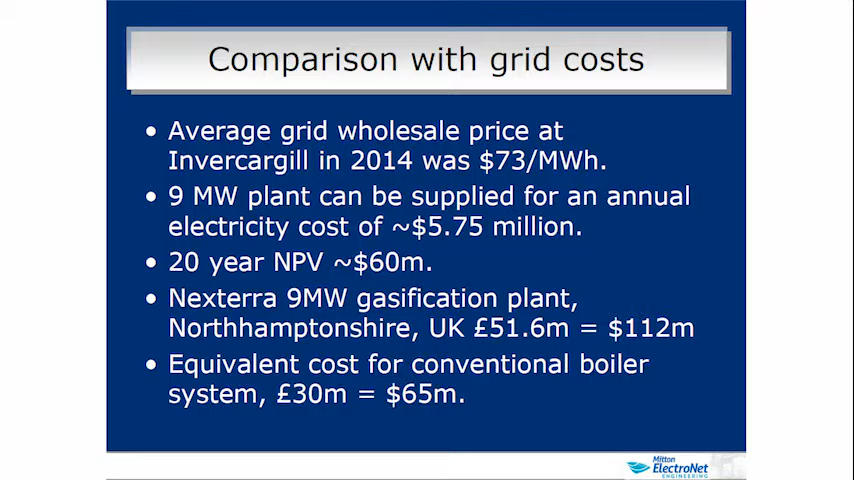 Comparison with grid costs
• Average grid wholesale price at
Invercargill in 2014 was $73/MWh.
• 9 MW plant can be supplied for an annual
electricity cost of ~$5.75 million.
• 20 year NPV ~$60m.
• Nexterra 9MW gasification plant,
Northhamptonshire, UK £51.6m = $112m
• Equivalent cost for conventional boiler
system, £30m = $65m.
Mitton
ElectroNet
ENGINEERING